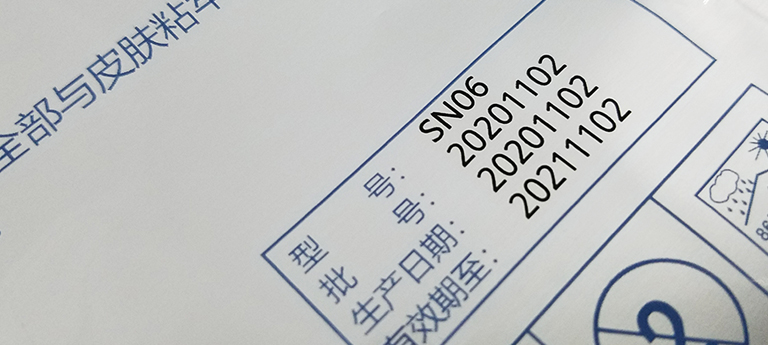 全部与皮肤粘牢
型 号： SN06
批 号： 20201102
生产日期： 20201102
有效期至： 20211102